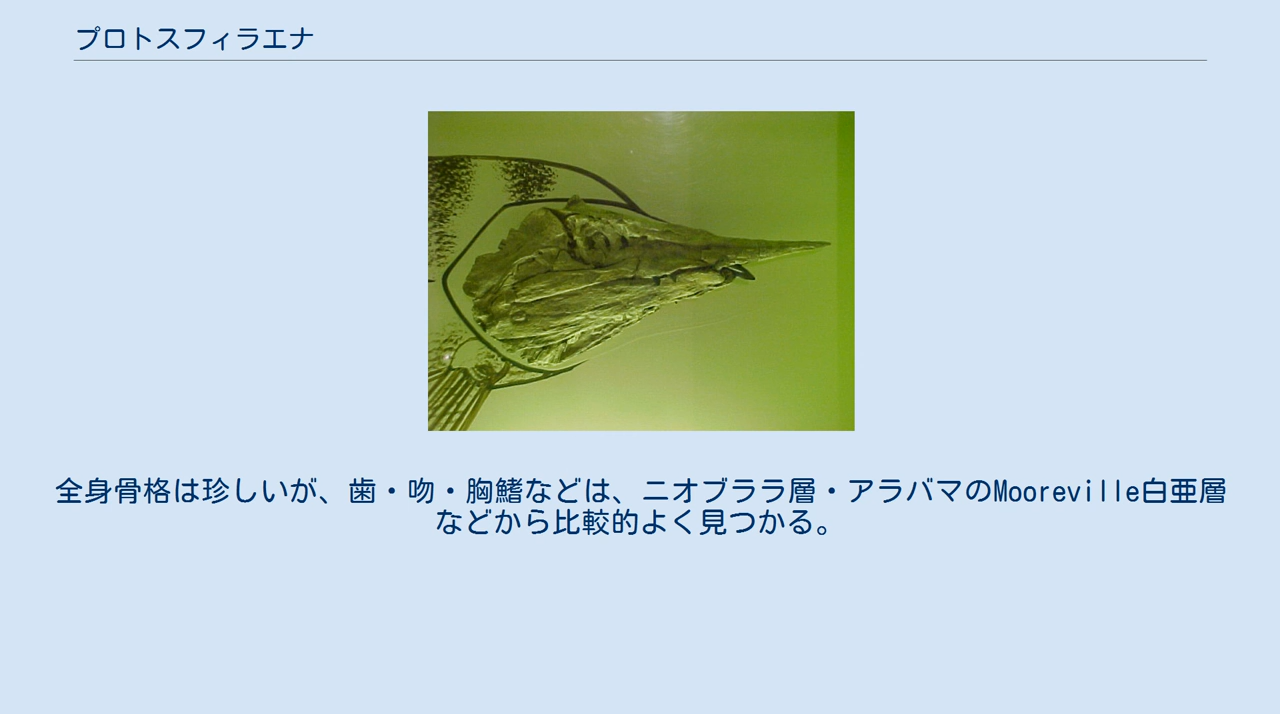 プロトスフィラエナ
全身骨格は珍しいが、歯・吻・胸鰭などは、ニオブララ層・アラバマのMooreville白亜層
などから比較的よく見つかる。